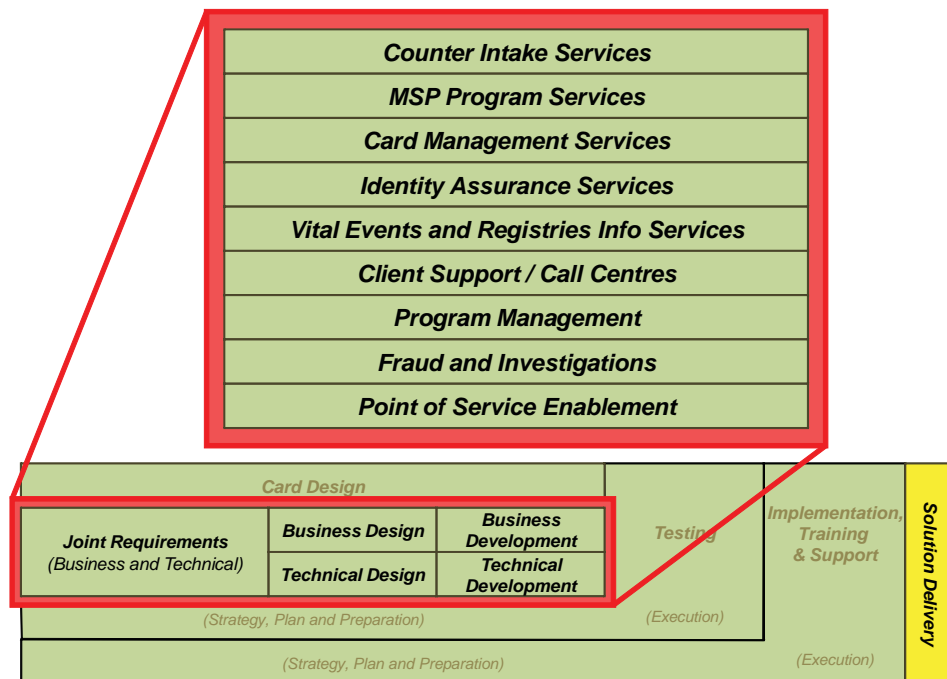 Counter Intake Services
MSP Program Services
Card Management Services
Identity Assurance Services
Vital Events and Registries Info Services
Client Support / Call Centres
Program Management
Fraud and Investigations
Point of Service Enablement
Card Design
Joint Requirements
(Business and Technical)
Business Design
Business
Development
Technical Design
Technical
Development
(Strategy, Plan and Preparation)
Testing
(Execution)
Implementation,
Training
& Support
(Strategy, Plan and Preparation)
(Execution)
Solution Delivery